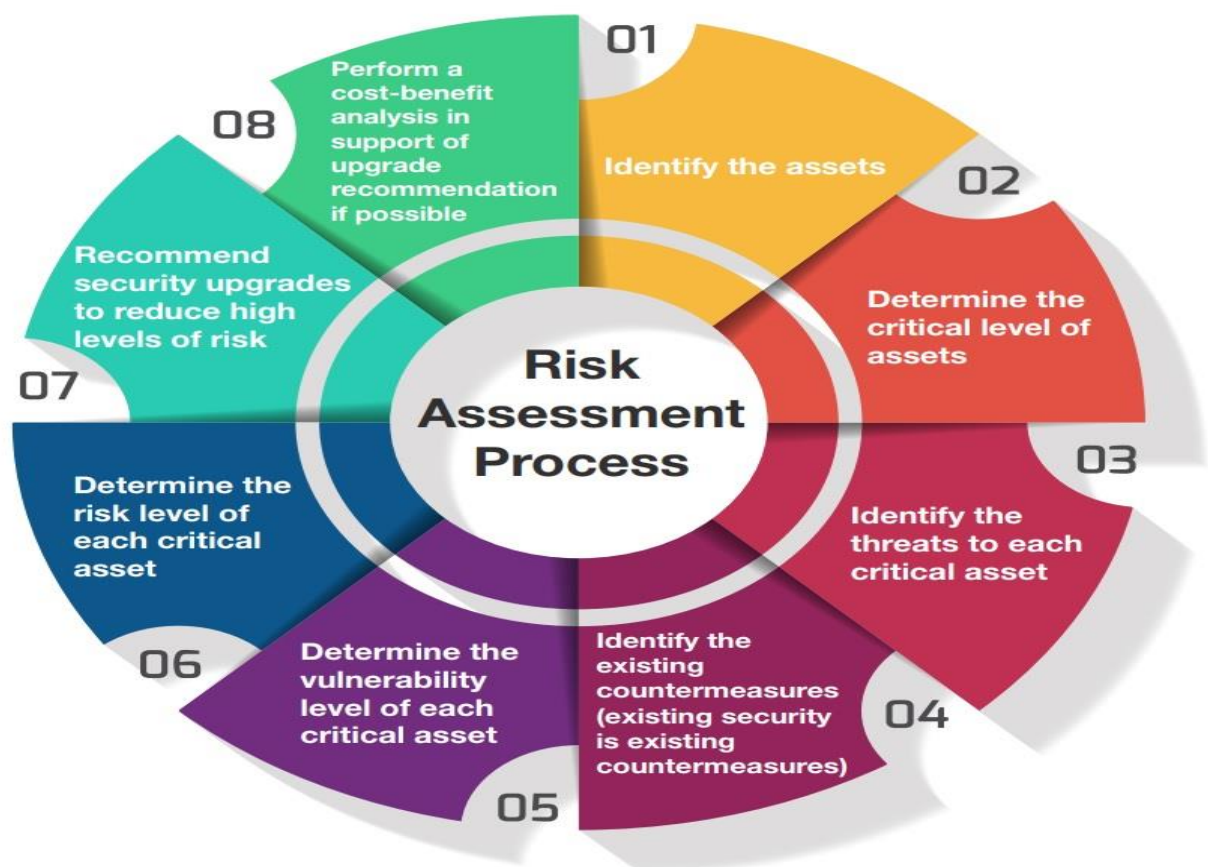 Risk
Assessment
Process
01
Identify the assets
02
Determine the
critical level of
assets
03
Identify the
threats to each
critical asset
04
Identify the
existing
countermeasures
(existing security
is existing
countermeasures)
05
Determine the
vulnerability
level of each
critical asset
06
Determine the
risk level of
each critical
asset
07
Recommend
security upgrades
to reduce high
levels of risk
08
Perform a
cost-benefit
analysis in
support of
upgrade
recommendation
if possible